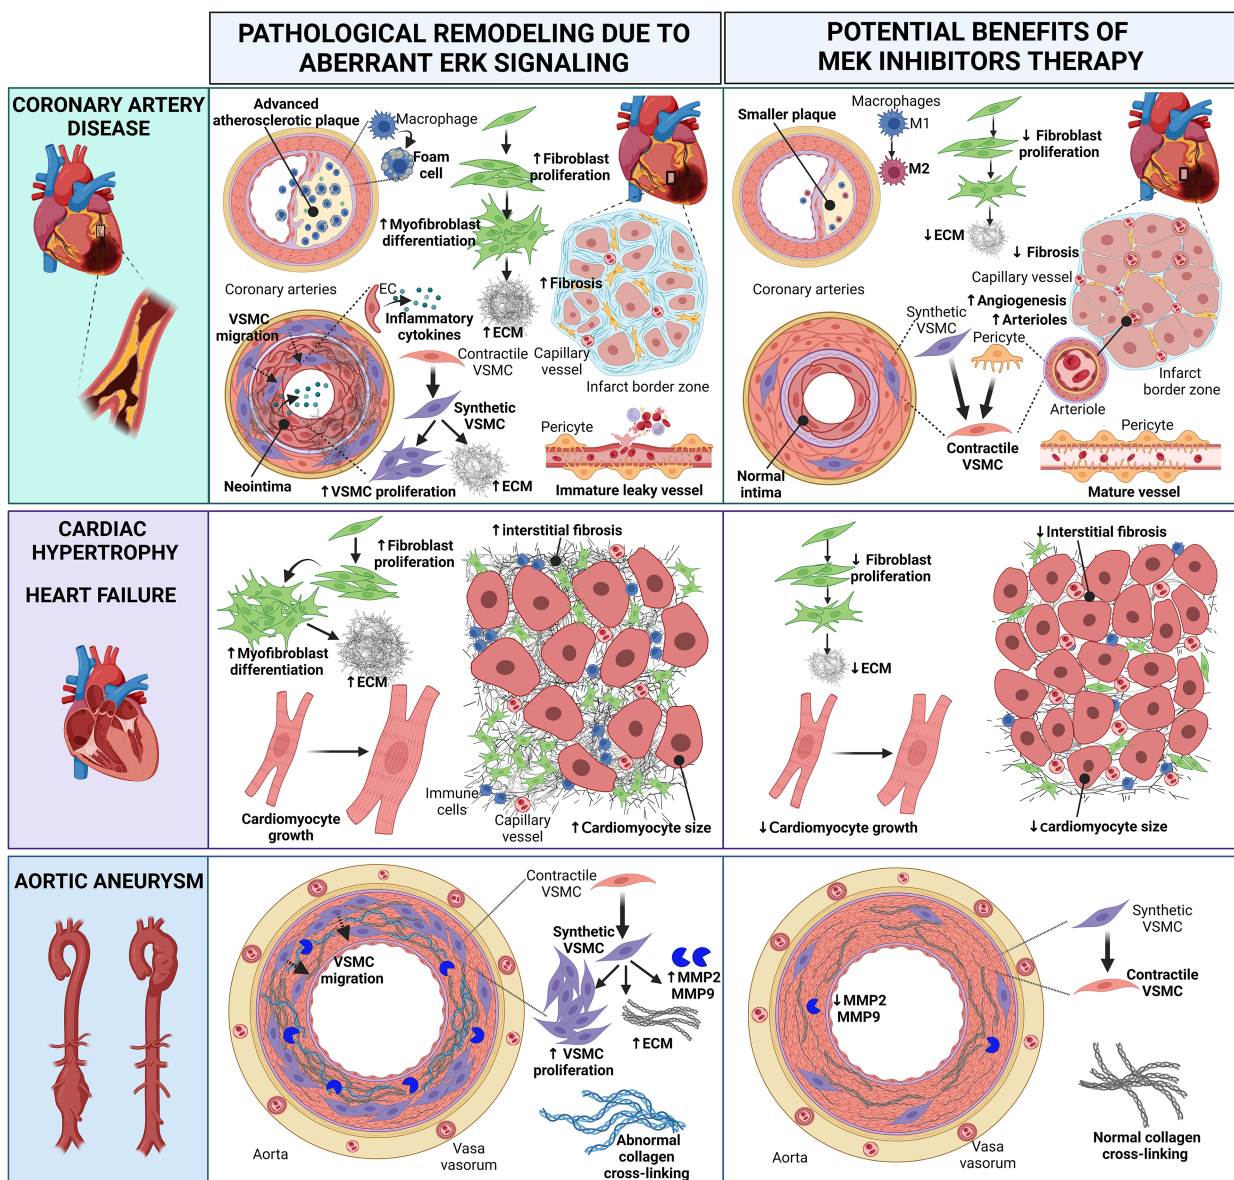 PATHOLOGICAL REMODELING DUE TO
ABERRANT ERK SIGNALING
POTENTIAL BENEFITS OF
MEK INHIBITORS THERAPY
CORONARY ARTERY
DISEASE
Advanced
atherosclerotic plaque
Macrophage
Foam
cell
↑Fibroblast
proliferation
↑Myofibroblast
differentiation
↑Fibrosis
↑ECM
Coronary arteries
EC
Inflammatory
cytokines
VSMC
migration
Contractile
VSMC
Capillary
vessel
Infarct border zone
Synthetic
VSMC
Pericyte
Neointima
↑VSMC proliferation
↑ECM
Immature leaky vessel
Smaller plaque
Macrophages
M1
M2
↓ Fibroblast
proliferation
↓ECM
↓ Fibrosis
Capillary vessel
Coronary arteries
↑Angiogenesis
↑Arterioles
Synthetic
VSMC
Pericyte
Infarct
border zone
Arteriole
Contractile
VSMC
Pericyte
Normal
intima
Mature vessel
CARDIAC
HYPERTROPHY
HEART FAILURE
↑Fibroblast
proliferation
↑interstitial fibrosis
↑Myofibroblast
differentiation
↑ECM
Cardiomyocyte
growth
Immune
cells
Capillary
vessel
↑Cardiomyocyte size
↓ Fibroblast
proliferation
↓ECM
↓Interstitial fibrosis
↓Cardiomyocyte growth
↓cardiomyocyte size
AORTIC ANEURYSM
Contractile
VSMC
Synthetic
VSMC
VSMC
migration
↑MMP2
MMP9
↑ECM
↑ VSMC
proliferation
Abnormal
collagen
cross-linking
Aorta
Vasa
vasorum
Synthetic
VSMC
Contractile
VSMC
↓MMP2
MMP9
Normal collagen
cross-linking
Aorta
Vasa
vasorum